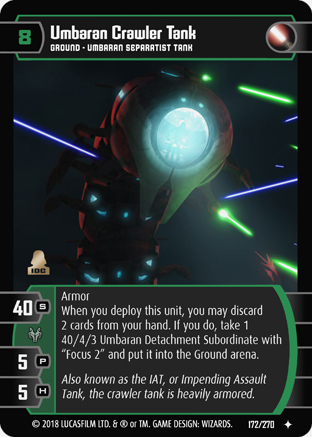 8
Umbaran Crawler Tank
GROUND - UMBARAN SEPARATIST TANK
IDC
40 S
5 P
5 H
Armor
When you deploy this unit, you may discard
2 cards from your hand. If you do, take 1
40/4/3 Umbaran Detachment Subordinate with
“Focus 2” and put it into the Ground arena.
Also known as the IAT, or Impending Assault
Tank, the crawler tank is heavily armored.
© 2018 LUCASFILM LTD. & ® or TM. GAME DESIGN: WIZARDS. 172/270